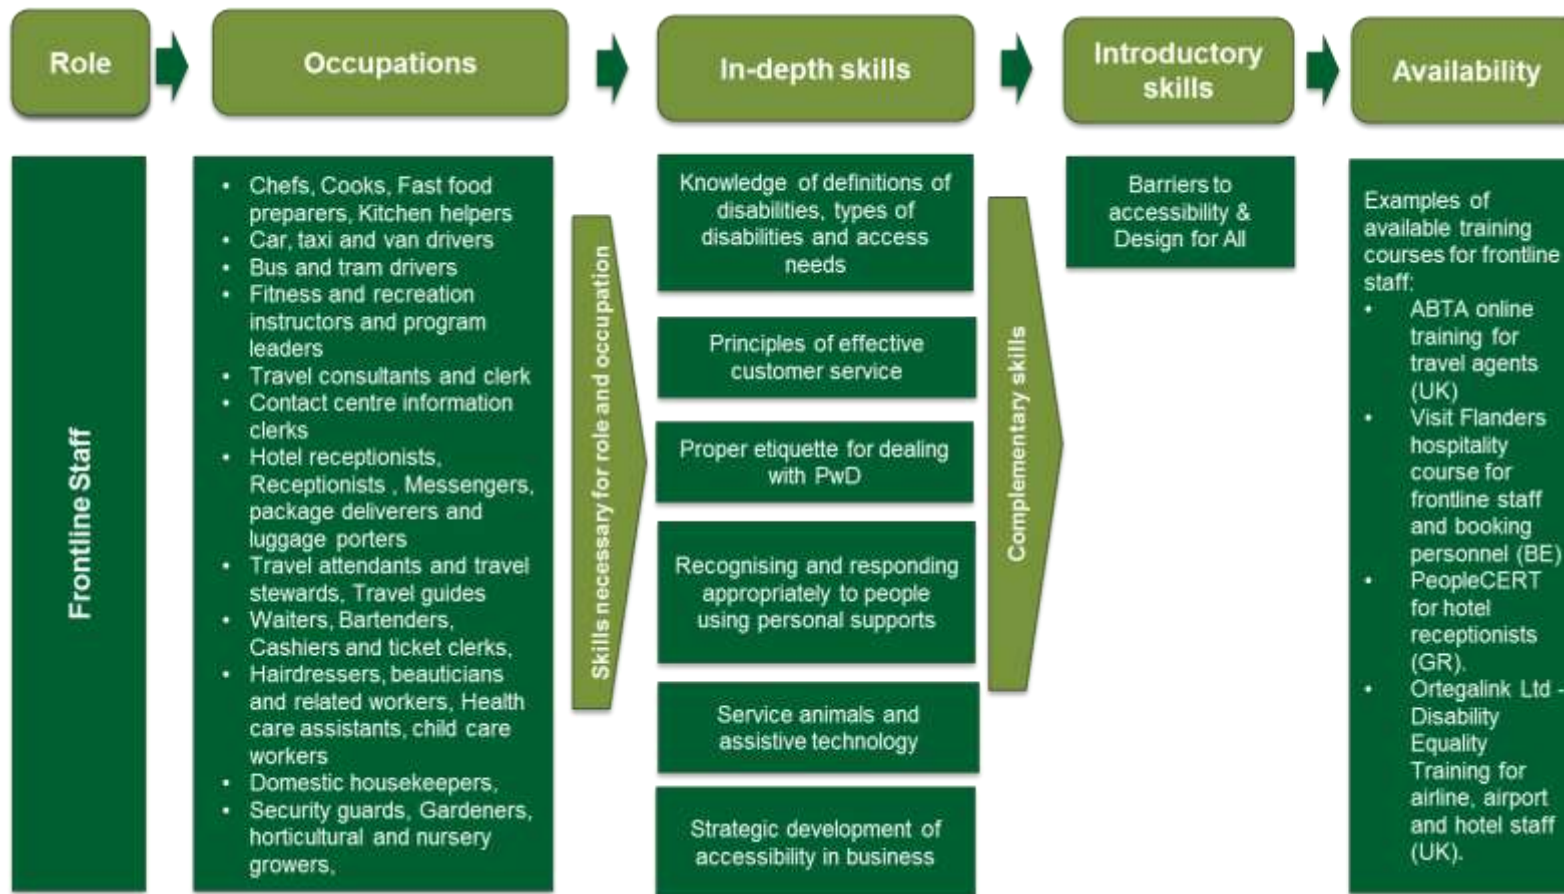 Role
Occupations
In-depth skills
Introductory
skills
Availability
Frontline Staff
• Chefs, Cooks, Fast food
preparers, Kitchen helpers
• Car, taxi and van drivers
• Bus and tram drivers
• Fitness and recreation
instructors and program
leaders
• Travel consultants and clerk
• Contact centre information
clerks
• Hotel receptionists,
Receptionists , Messengers,
package deliverers and
luggage porters
• Travel attendants and travel
stewards, Travel guides
• Waiters, Bartenders,
Cashiers and ticket clerks,
• Hairdressers, beauticians
and related workers, Health
care assistants, child care
workers
• Domestic housekeepers,
• Security guards, Gardeners,
horticultural and nursery
growers,
Skills necessary for role and occupation
Knowledge of definitions of
disabilities, types of
disabilities and access
needs
Principles of effective
customer service
Proper etiquette for dealing
with PwD
Recognising and responding
appropriately to people
using personal supports
Service animals and
assistive technology
Strategic development of
accessibility in business
Complementary skills
Barriers to
accessibility &
Design for All
Examples of
available training
courses for frontline
staff:
• ABTA online
training for
travel agents
(UK)
• Visit Flanders
hospitality
course for
frontline staff
and booking
personnel (BE)
• PeopleCERT
for hotel
receptionists
(GR).
• Ortegalink Ltd -
Disability
Equality
Training for
airline, airport
and hotel staff
(UK).